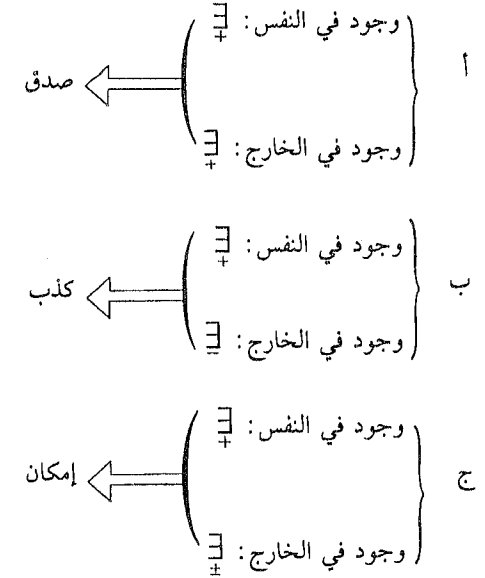 وجود في النفس: ∃ +
أ
صدق
وجود في الخارج: ∃ +
وجود في النفس: ∃ +
ب
كذب
وجود في الخارج: ∃ −
وجود في النفس: ∃ +
ج
إمكان
وجود في الخارج: ∃ ±